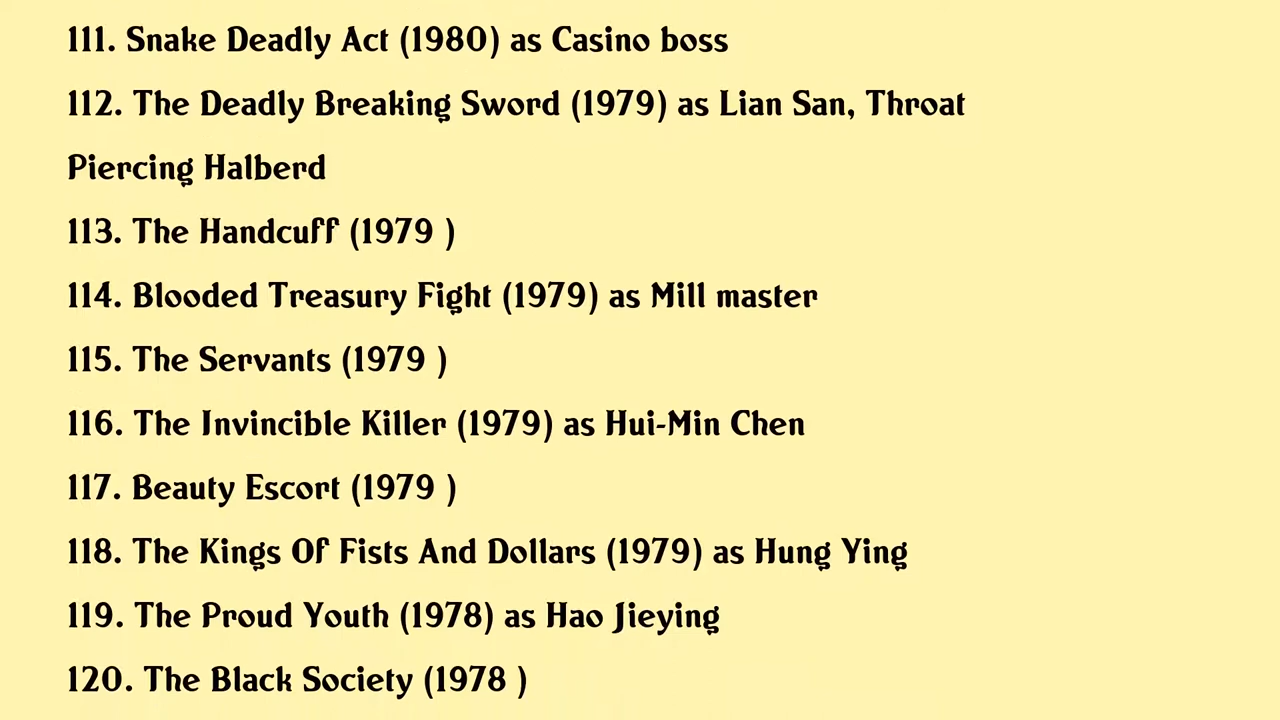 111. Snake Deadly Act (1980) as Casino boss
112. The Deadly Breaking Sword (1979) as Lian San, Throat
Piercing Halberd
113. The Handcuff (1979 )
114. Blooded Treasury Fight (1979) as Mill master
115. The Servants (1979 )
116. The Invincible Killer (1979) as Hui-Min Chen
117. Beauty Escort (1979 )
118. The Kings Of Fists And Dollars (1979) as Hung Ying
119. The Proud Youth (1978) as Hao Jieying
120. The Black Society (1978 )